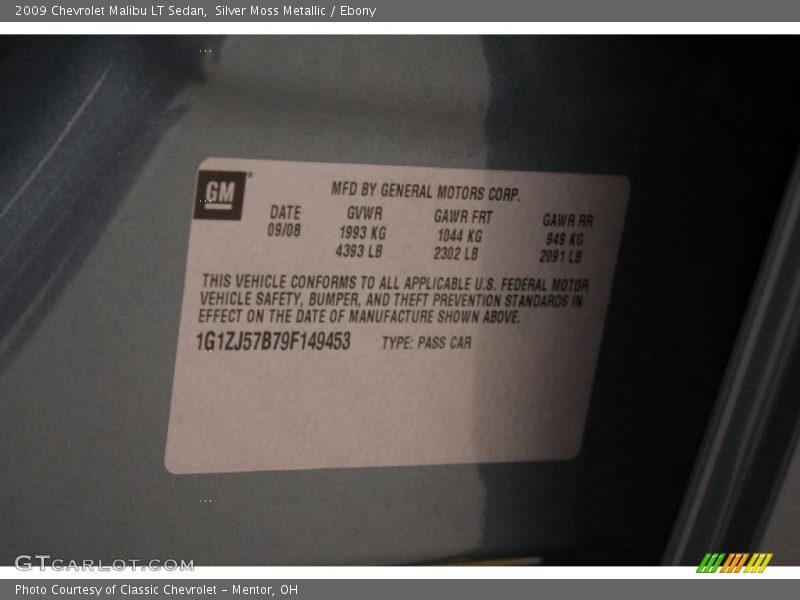 2009 Chevrolet Malibu LT Sedan,  Silver Moss Metallic / Ebony
GM
MFD BY GENERAL MOTORS CORP.
DATE GVWR GAWR FRT GAWR RR
09/08 1993 KG 1044 KG 949 KG
4393 LB 2302 LB 2091 LB
THIS VEHICLE CONFORMS TO ALL APPLICABLE U.S. FEDERAL MOTOR
VEHICLE SAFETY, BUMPER, AND THEFT PREVENTION STANDARDS IN
EFFECT ON THE DATE OF MANUFACTURE SHOWN ABOVE.
1G1ZJ57B79F149453 TYPE: PASS CAR
GTCARLOT.COM
Photo Courtesy of Classic Chevrolet - Mentor, OH